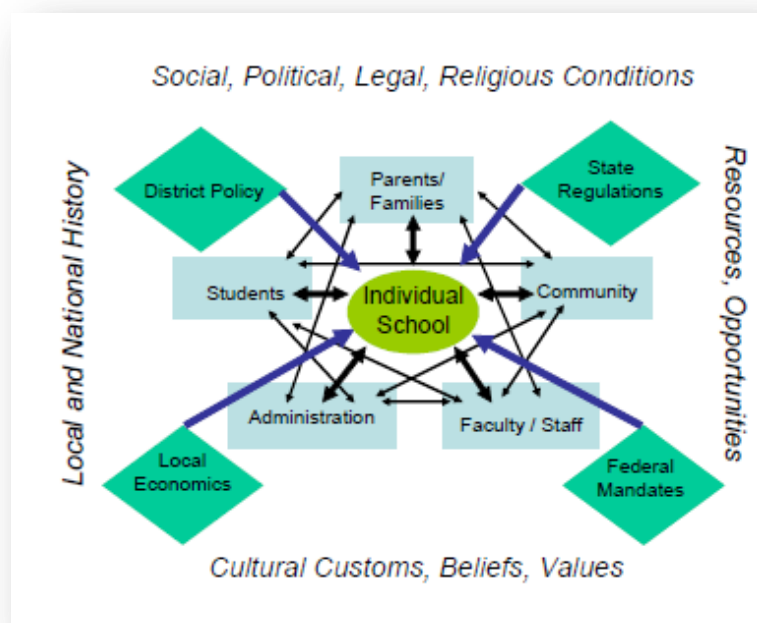 Social, Political, Legal, Religious Conditions
District Policy
Parents/
Families
State
Regulations
Local and National History
Resources, Opportunities
Students
Individual
School
Community
Administration
Faculty / Staff
Local
Economics
Federal
Mandates
Cultural Customs, Beliefs, Values